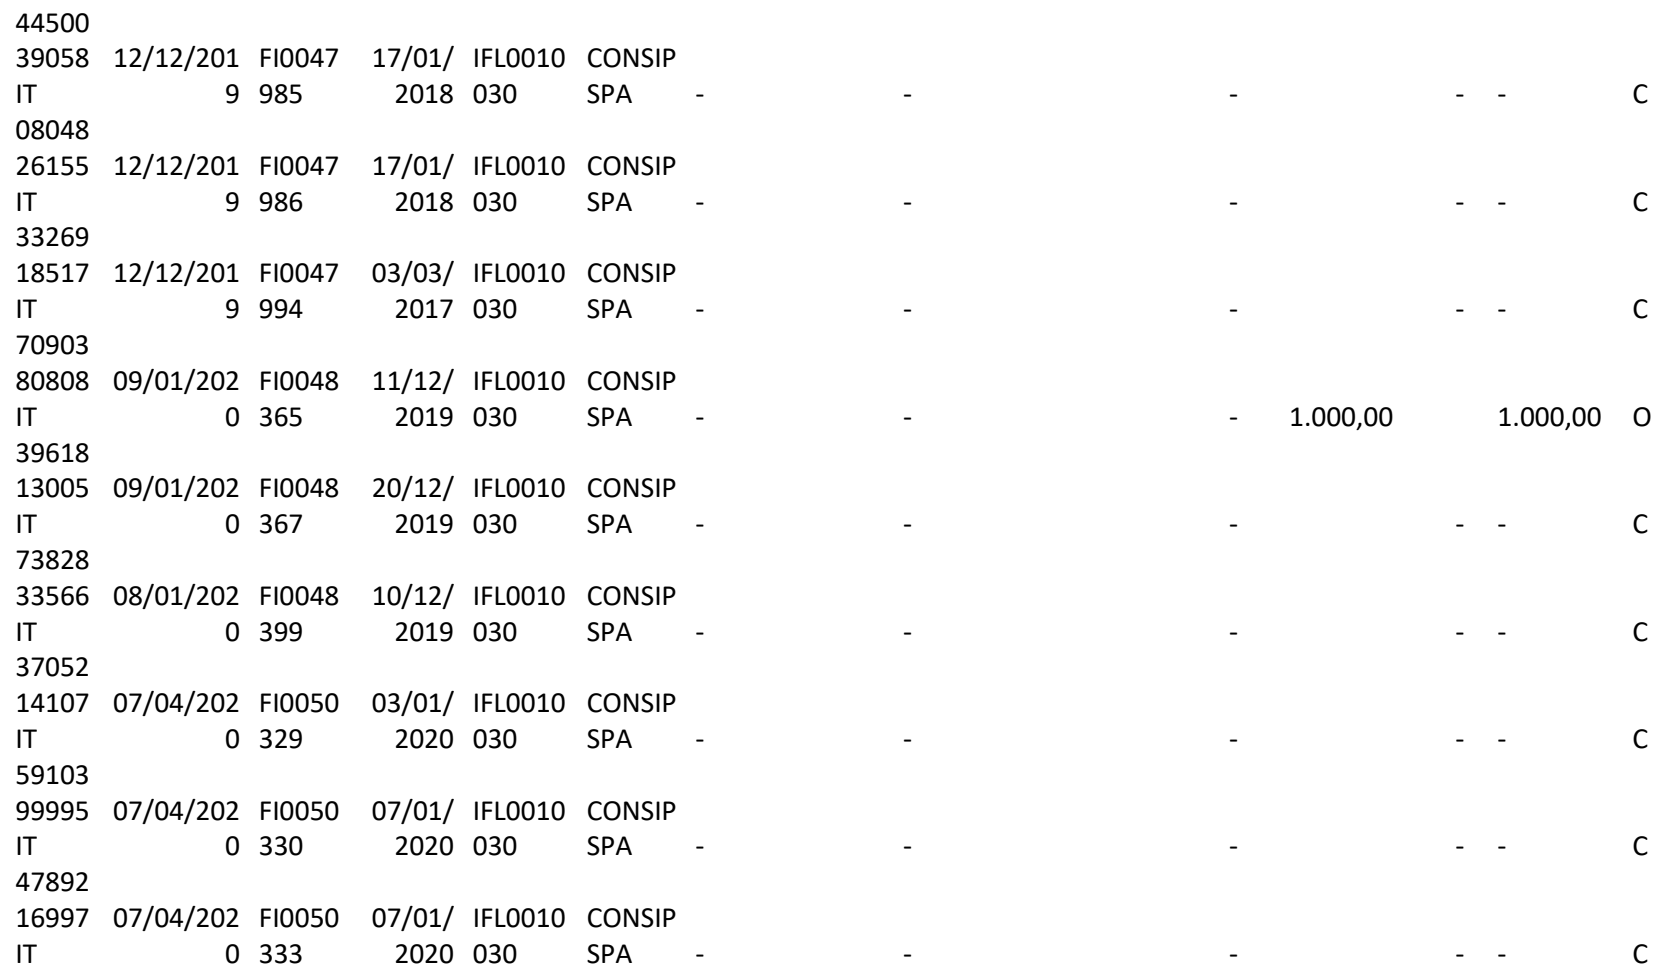 44500
39058 12/12/201 FI0047 17/01/ IFL0010 CONSIP
IT 9 985 2018 030 SPA - - - - - C
08048
26155 12/12/201 FI0047 17/01/ IFL0010 CONSIP
IT 9 986 2018 030 SPA - - - - - C
33269
18517 12/12/201 FI0047 03/03/ IFL0010 CONSIP
IT 9 994 2017 030 SPA - - - - - C
70903
80808 09/01/202 FI0048 11/12/ IFL0010 CONSIP
IT 0 365 2019 030 SPA - - - 1.000,00 1.000,00 O
39618
13005 09/01/202 FI0048 20/12/ IFL0010 CONSIP
IT 0 367 2019 030 SPA - - - - - C
73828
33566 08/01/202 FI0048 10/12/ IFL0010 CONSIP
IT 0 399 2019 030 SPA - - - - - C
37052
14107 07/04/202 FI0050 03/01/ IFL0010 CONSIP
IT 0 329 2020 030 SPA - - - - - C
59103
99995 07/04/202 FI0050 07/01/ IFL0010 CONSIP
IT 0 330 2020 030 SPA - - - - - C
47892
16997 07/04/202 FI0050 07/01/ IFL0010 CONSIP
IT 0 333 2020 030 SPA - - - - - C